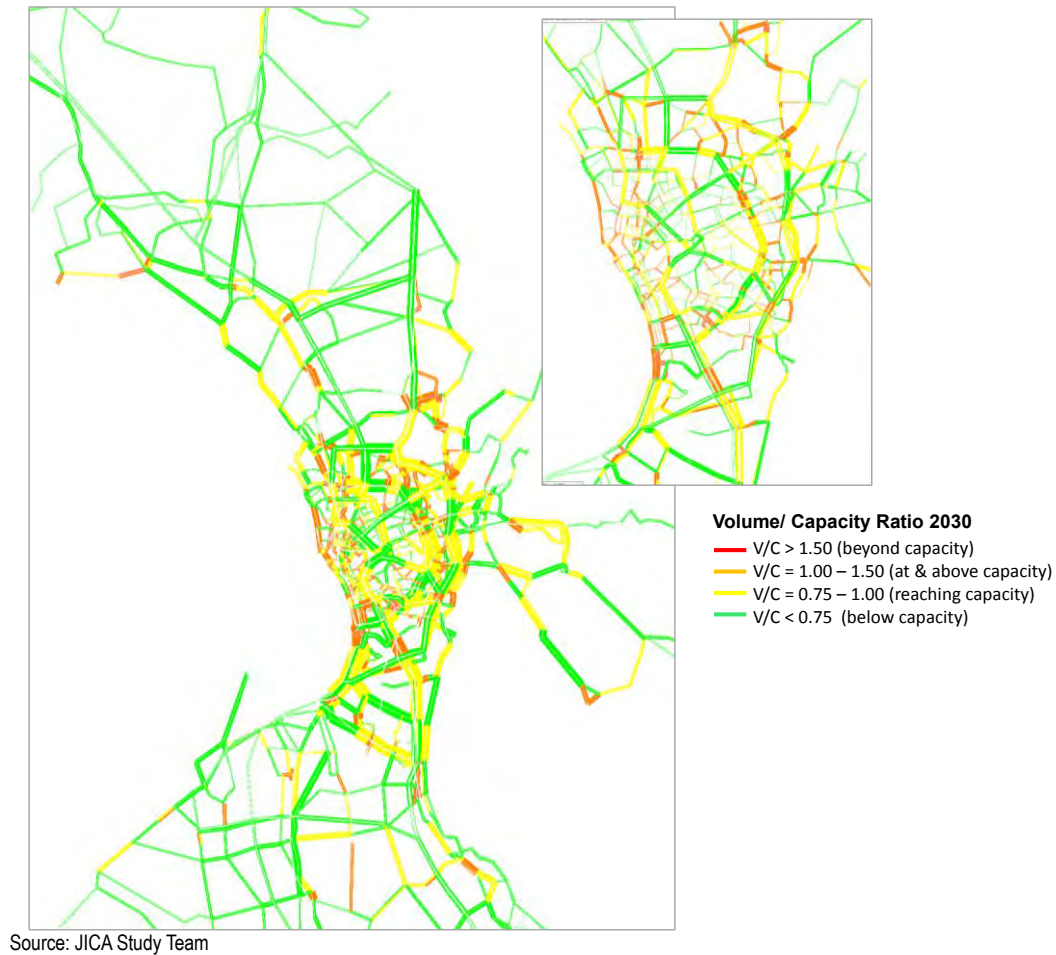 Volume/ Capacity Ratio 2030
V/C > 1.50 (beyond capacity)
V/C = 1.00 – 1.50 (at & above capacity)
V/C = 0.75 – 1.00 (reaching capacity)
V/C < 0.75 (below capacity)
Source: JICA Study Team